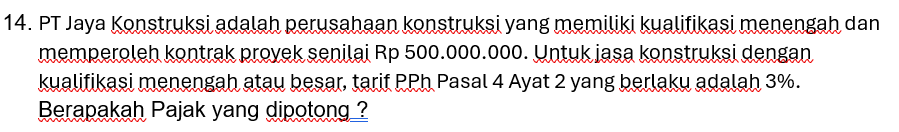 14. PT Jaya Konstruksi adalah perusahaan konstruksi yang memiliki kualifikasi menengah dan
memperoleh kontrak proyek senilai Rp 500.000.000. Untuk jasa konstruksi dengan
kualifikasi menengah atau besar, tarif PPh Pasal 4 Ayat 2 yang berlaku adalah 3%.
Berapakah Pajak yang dipotong ?